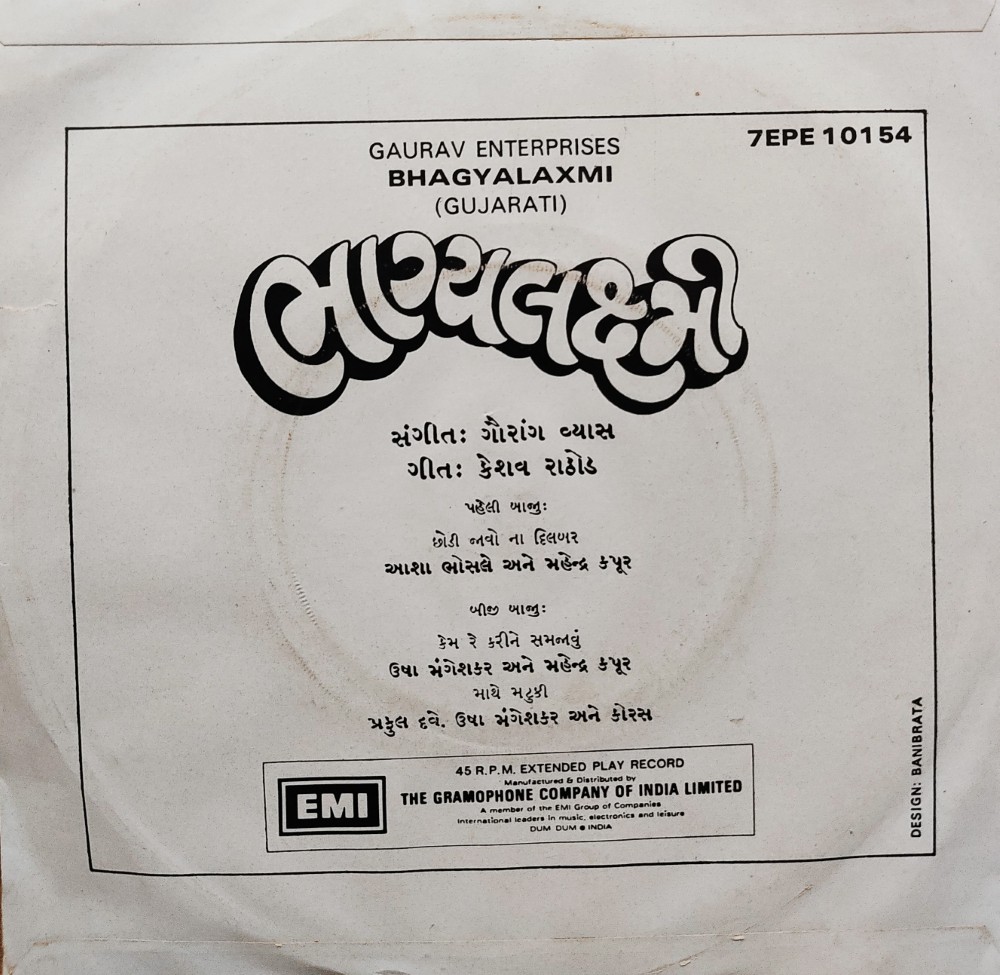 7EPE 10154
GAURAV ENTERPRISES
BHAGYALAXMI
(GUJARATI)
ભાગ્યલક્ષ્મી
સંગીતઃ ગૌરાંગ વ્યાસ
ગીતઃ કેશવ રાઠોડ
પહેલી બાજુઃ
છોડી જાવો ના દિલબર
આશા ભોસલે અને મહેન્દ્ર કપૂર
બીજી બાજુઃ
કેમ રે કરીને સમજાવું
ઉષા મંગેશકર અને મહેન્દ્ર કપૂર
માથે મટુકી
પ્રફુલ દવે. ઉષા મંગેશકર અને કોરસ
45 R.P.M. EXTENDED PLAY RECORD
Manufactured & Distributed by
THE GRAMOPHONE COMPANY OF INDIA LIMITED
A member of the EMI Group of Companies
International leaders in music, electronics and leisure
DUM DUM ● INDIA
EMI
DESIGN: BANIBRATA